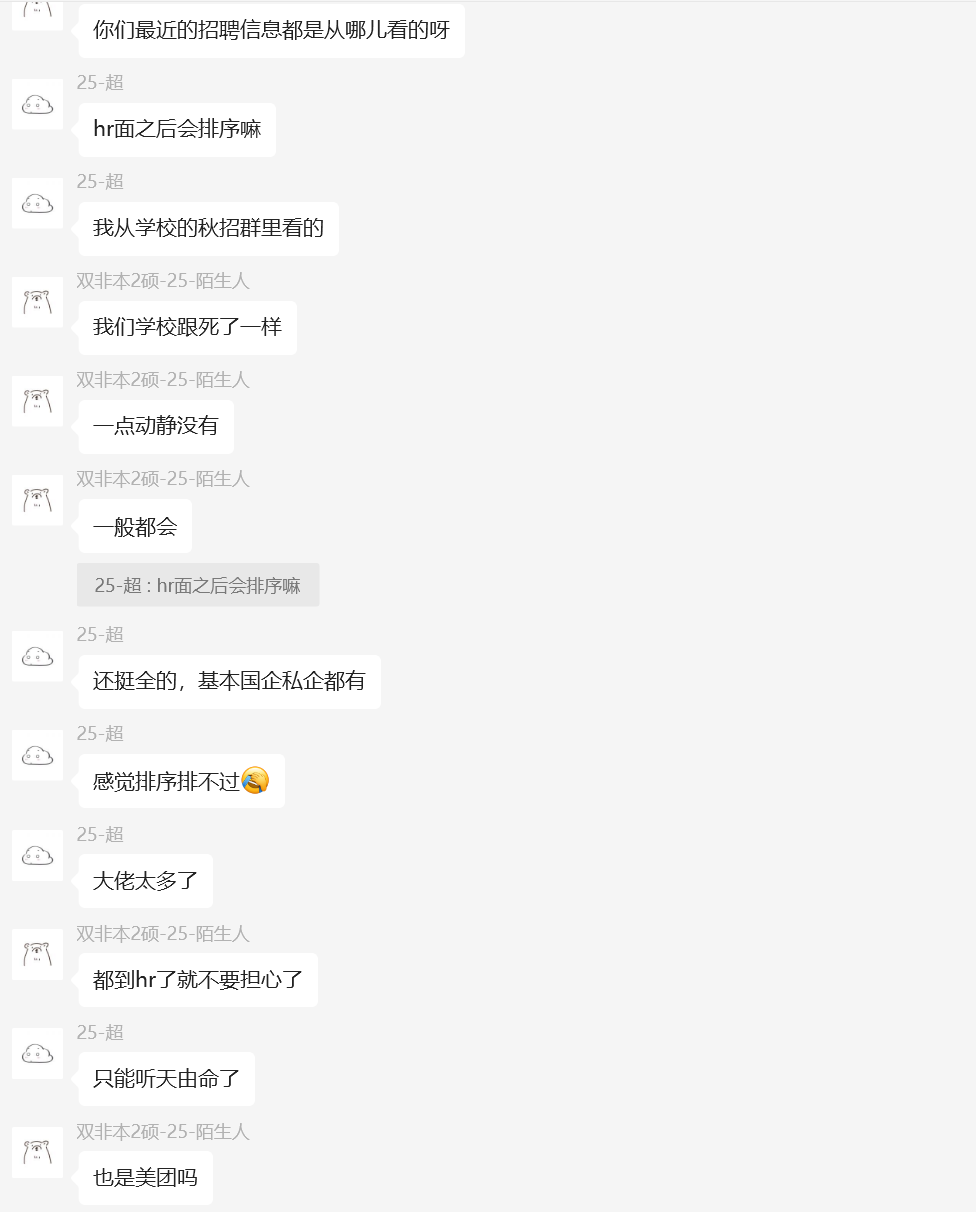 你们最近的招聘信息都是从哪儿看的呀
25-超
hr面之后会排序嘛
25-超
我从学校的秋招群里看的
双非本2硕-25-陌生人
我们学校跟死了一样
双非本2硕-25-陌生人
一点动静没有
双非本2硕-25-陌生人
一般都会
25-超 : hr面之后会排序嘛
25-超
还挺全的，基本国企私企都有
25-超
感觉排序排不过🤦
25-超
大佬太多了
双非本2硕-25-陌生人
都到hr了就不要担心了
25-超
只能听天由命了
双非本2硕-25-陌生人
也是美团吗